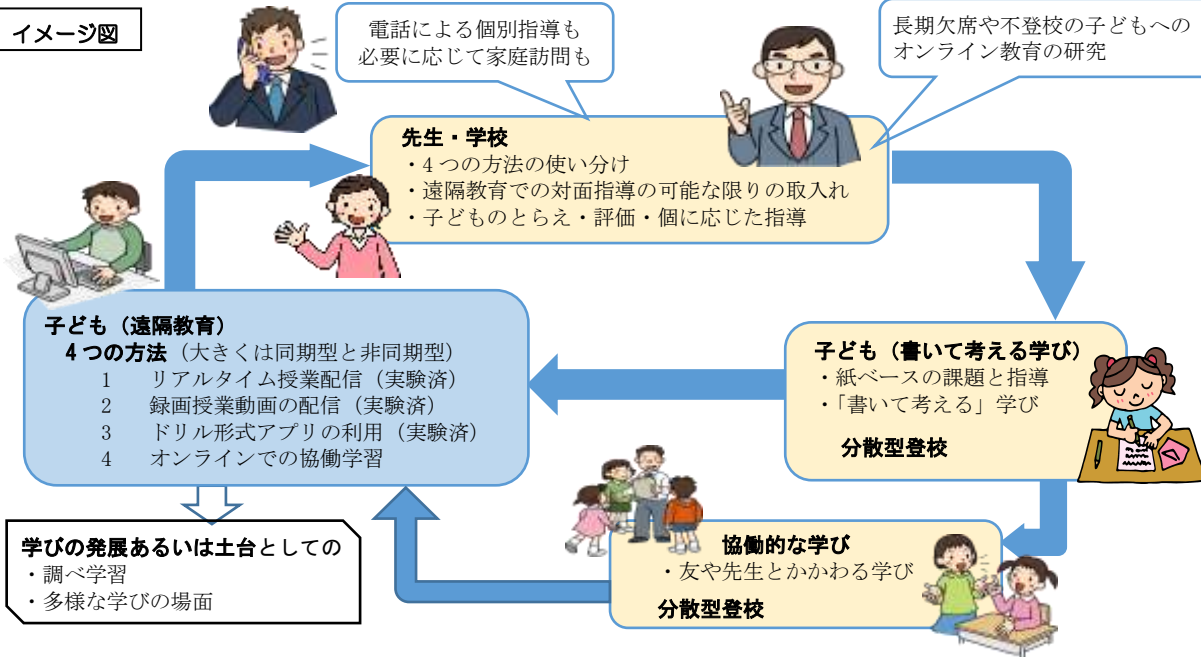 イメージ図
電話による個別指導も
必要に応じて家庭訪問も
長期欠席や不登校の子どもへの
オンライン教育の研究
先生・学校
・4つの方法の使い分け
・遠隔教育での対面指導の可能な限りの取入れ
・子どものとらえ・評価・個に応じた指導
子ども（遠隔教育）
4つの方法（大きくは同期型と非同期型）
1 リアルタイム授業配信（実験済）
2 録画授業動画の配信（実験済）
3 ドリル形式アプリの利用（実験済）
4 オンラインでの協働学習
子ども（書いて考える学び）
・紙ベースの課題と指導
・「書いて考える」学び
分散型登校
学びの発展あるいは土台としての
・調べ学習
・多様な学びの場面
協働的な学び
・友や先生とかかわる学び
分散型登校